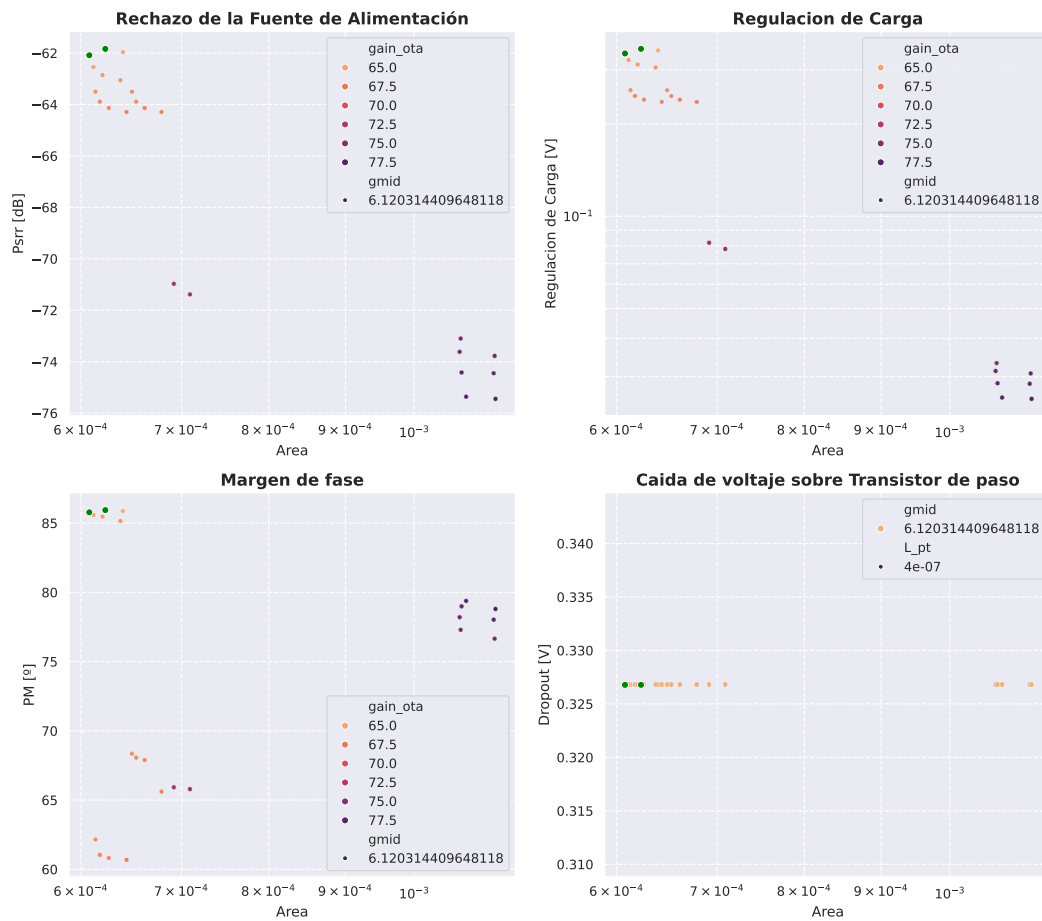 Rechazo de la Fuente de Alimentación
Psrr [dB]
−62
−64
−66
−68
−70
−72
−74
−76
gain_ota
65.0
67.5
70.0
72.5
75.0
77.5
gmid
6.120314409648118
6 × 10⁻⁴
7 × 10⁻⁴
8 × 10⁻⁴
9 × 10⁻⁴
10⁻³
Area
Regulacion de Carga
Regulacion de Carga [V]
10⁻¹
gain_ota
65.0
67.5
70.0
72.5
75.0
77.5
gmid
6.120314409648118
6 × 10⁻⁴
7 × 10⁻⁴
8 × 10⁻⁴
9 × 10⁻⁴
10⁻³
Area
Margen de fase
PM [º]
85
80
75
70
65
60
gain_ota
65.0
67.5
70.0
72.5
75.0
77.5
gmid
6.120314409648118
6 × 10⁻⁴
7 × 10⁻⁴
8 × 10⁻⁴
9 × 10⁻⁴
10⁻³
Area
Caida de voltaje sobre Transistor de paso
Dropout [V]
0.340
0.335
0.330
0.325
0.320
0.315
0.310
gmid
6.120314409648118
L_pt
4e-07
6 × 10⁻⁴
7 × 10⁻⁴
8 × 10⁻⁴
9 × 10⁻⁴
10⁻³
Area